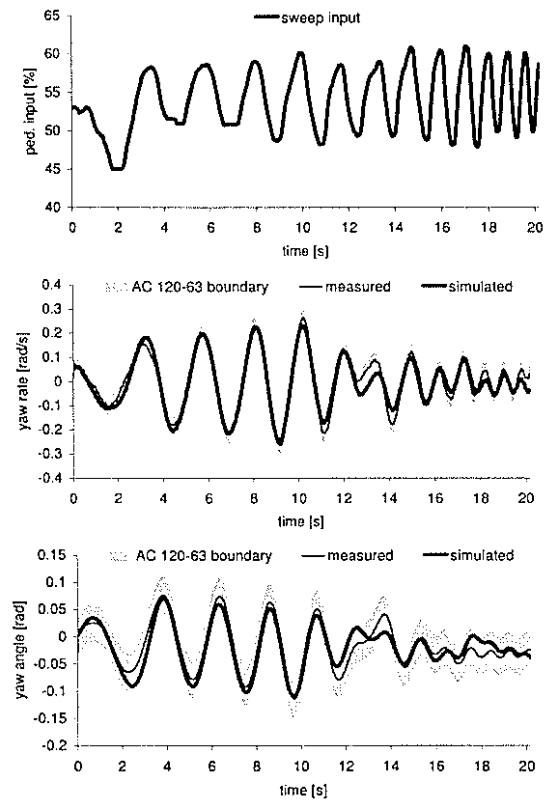 65
60
55
50
45
40
ped. input [%]
sweep input
0 2 4 6 8 10 12 14 16 18 20
time [s]
0.4
0.3
0.2
0.1
0
-0.1
-0.2
-0.3
-0.4
yaw rate [rad/s]
AC 120-63 boundary measured simulated
0 2 4 6 8 10 12 14 16 18 20
time [s]
0.15
0.1
0.05
0
-0.05
-0.1
-0.15
-0.2
yaw angle [rad]
AC 120-63 boundary measured simulated
0 2 4 6 8 10 12 14 16 18 20
time [s]